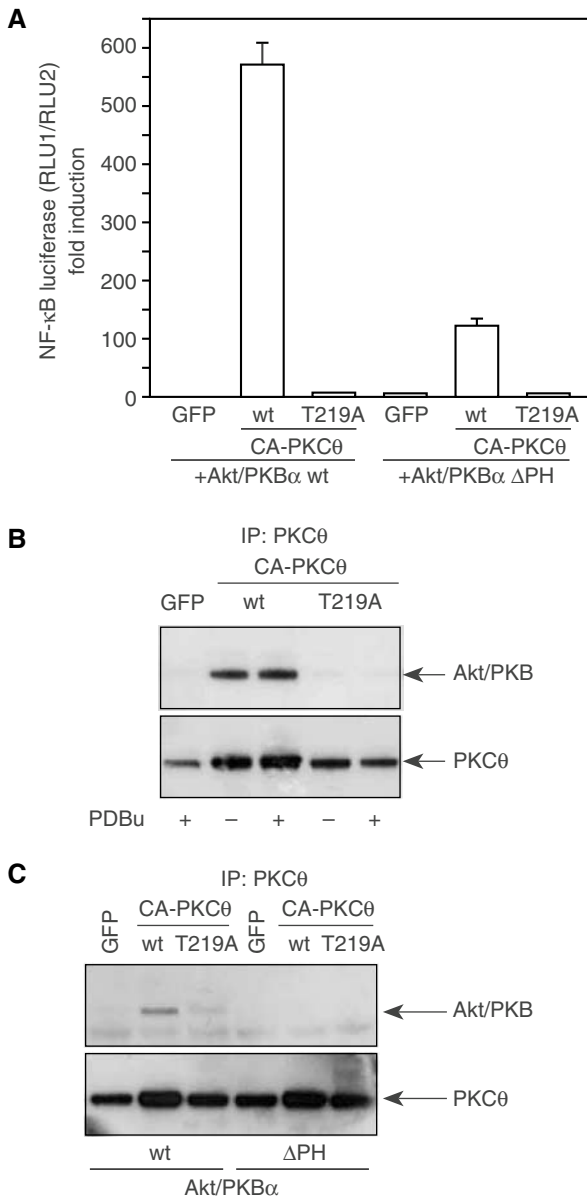 A
NF-κB luciferase (RLU1/RLU2)
fold induction
600
500
400
300
200
100
0
GFP wt T219A GFP wt T219A
CA-PKCθ CA-PKCθ
+Akt/PKBα wt +Akt/PKBα ΔPH
B
IP: PKCθ
CA-PKCθ
GFP wt T219A
Akt/PKB
PKCθ
PDBu + – + – +
C
IP: PKCθ
GFP CA-PKCθ GFP CA-PKCθ
wt T219A wt T219A
Akt/PKB
PKCθ
wt ΔPH
Akt/PKBα